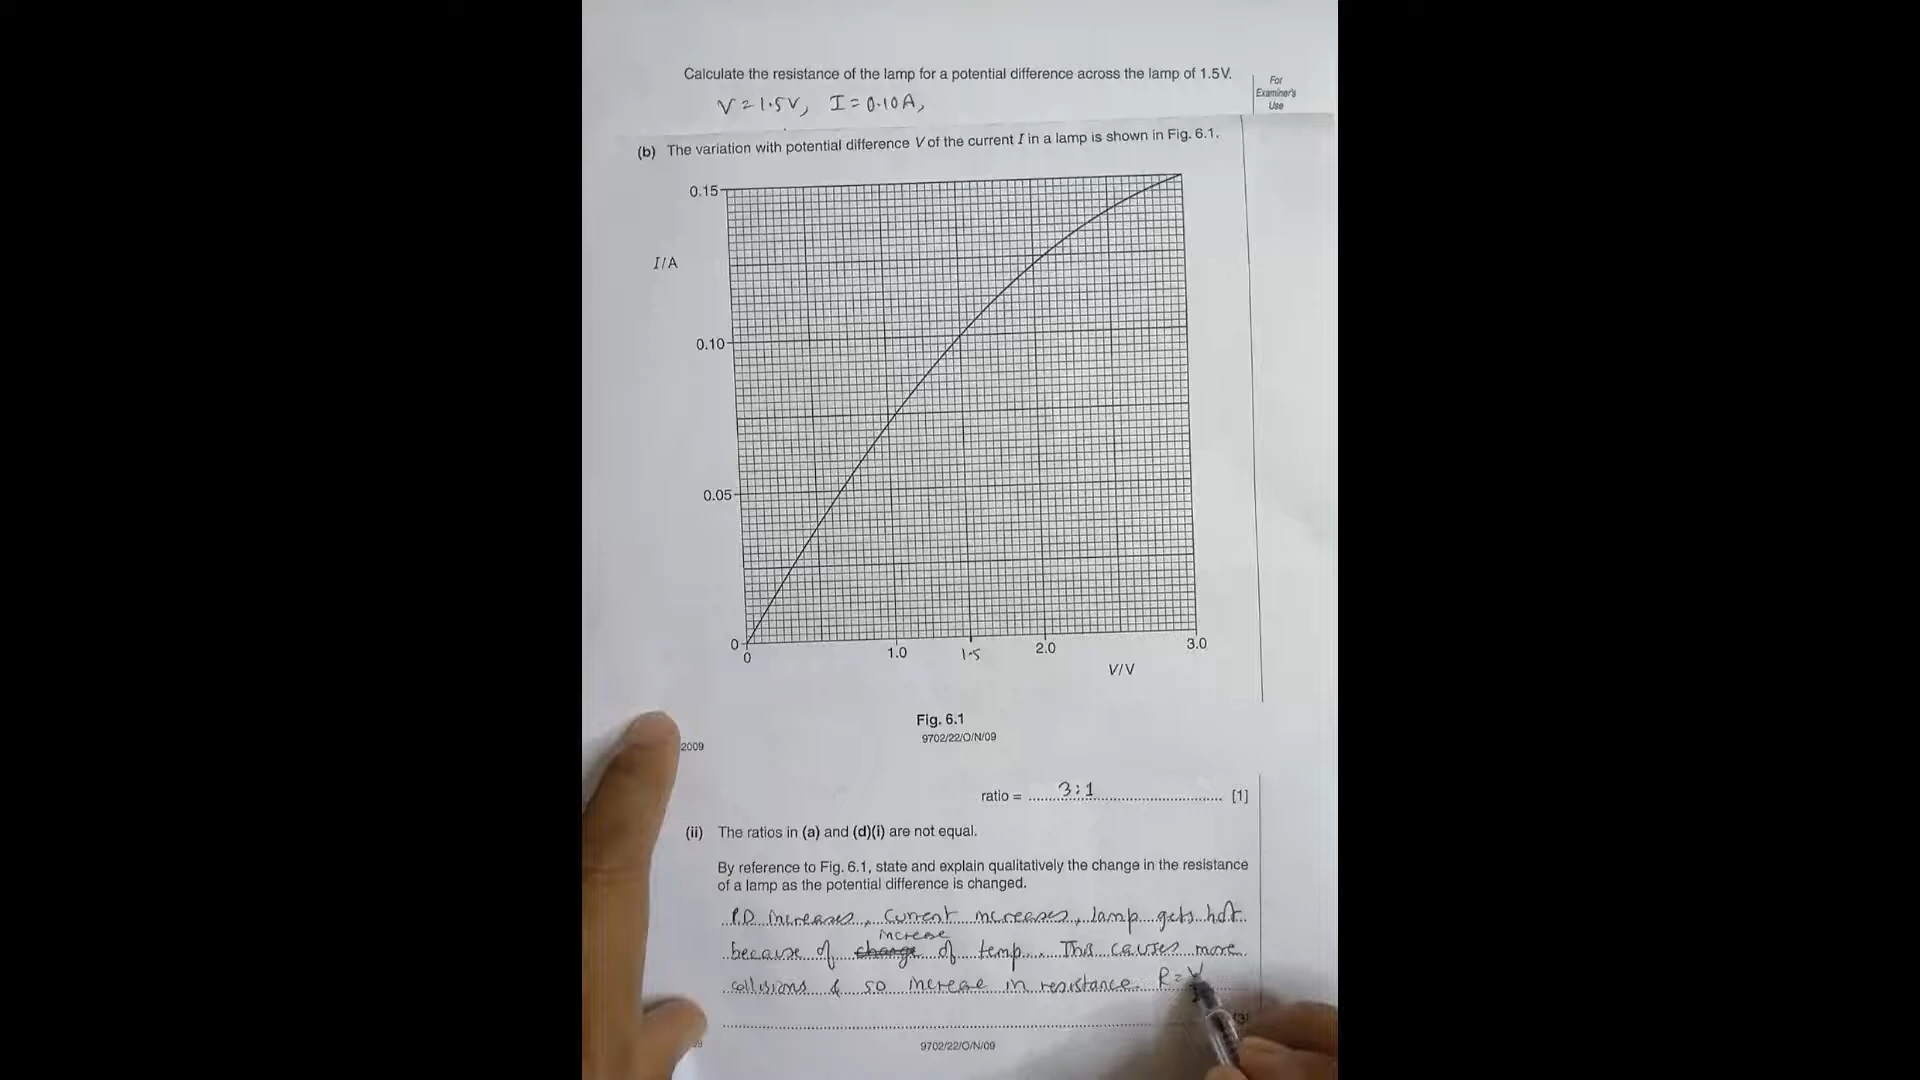 Calculate the resistance of the lamp for a potential difference across the lamp of 1.5V.
For
Examiner's
Use
V = 1.5V, I = 0.10A,
(b) The variation with potential difference V of the current I in a lamp is shown in Fig. 6.1.
0.15
I/A
0.10
0.05
0
0 1.0 1.5 2.0 3.0
V/V
Fig. 6.1
9702/22/O/N/09
2009
ratio = 3:1 [1]
(ii) The ratios in (a) and (d)(i) are not equal.
By reference to Fig. 6.1, state and explain qualitatively the change in the resistance
of a lamp as the potential difference is changed.
P.D increases, current increases, lamp gets hot
increase
because of change of temp. This causes more
collisions & so increase in resistance. R = V
[3]
9702/22/O/N/09